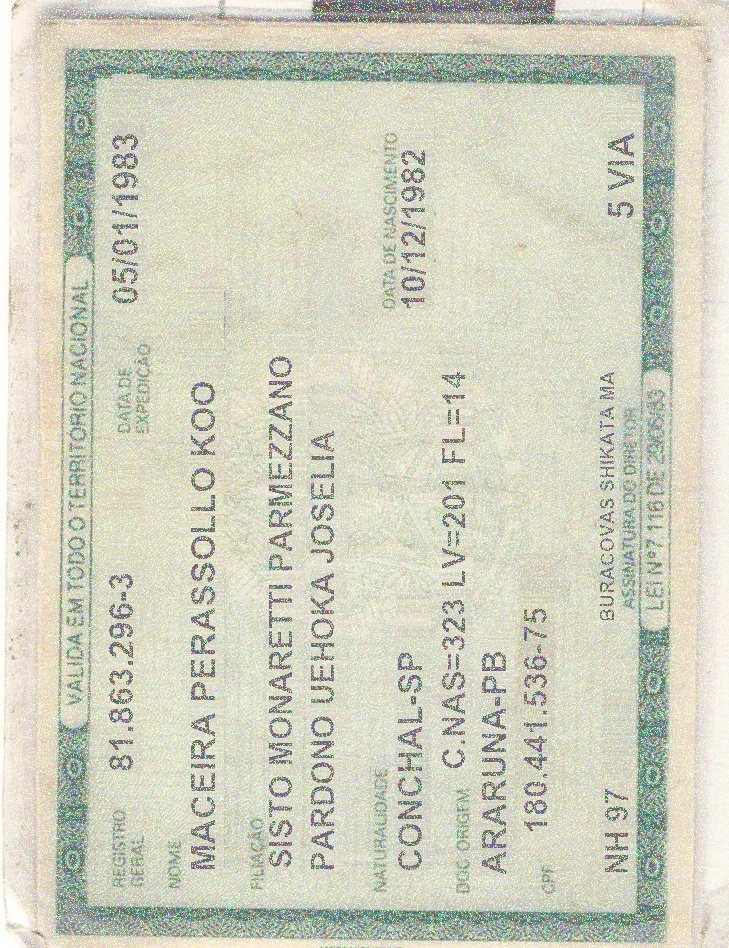 VÁLIDA EM TODO O TERRITÓRIO NACIONAL
REGISTRO GERAL 81.863.296-3 DATA DE EXPEDIÇÃO 05/01/1983
NOME
MACEIRA PERASSOLLO KOO
FILIAÇÃO
SISTO MONARETTI PARMEZZANO
PARDONO UEHOKA JOSELIA
NATURALIDADE DATA DE NASCIMENTO
CONCHAL-SP 10/12/1982
DOC ORIGEM C.NAS=323 LV=201 FL=14
ARARUNA-PB
CPF 180.441.536-75
BURACOVAS SHIKATA MA
NH 97 ASSINATURA DO DIRETOR 5 VIA
LEI Nº 7.116 DE 29/08/83